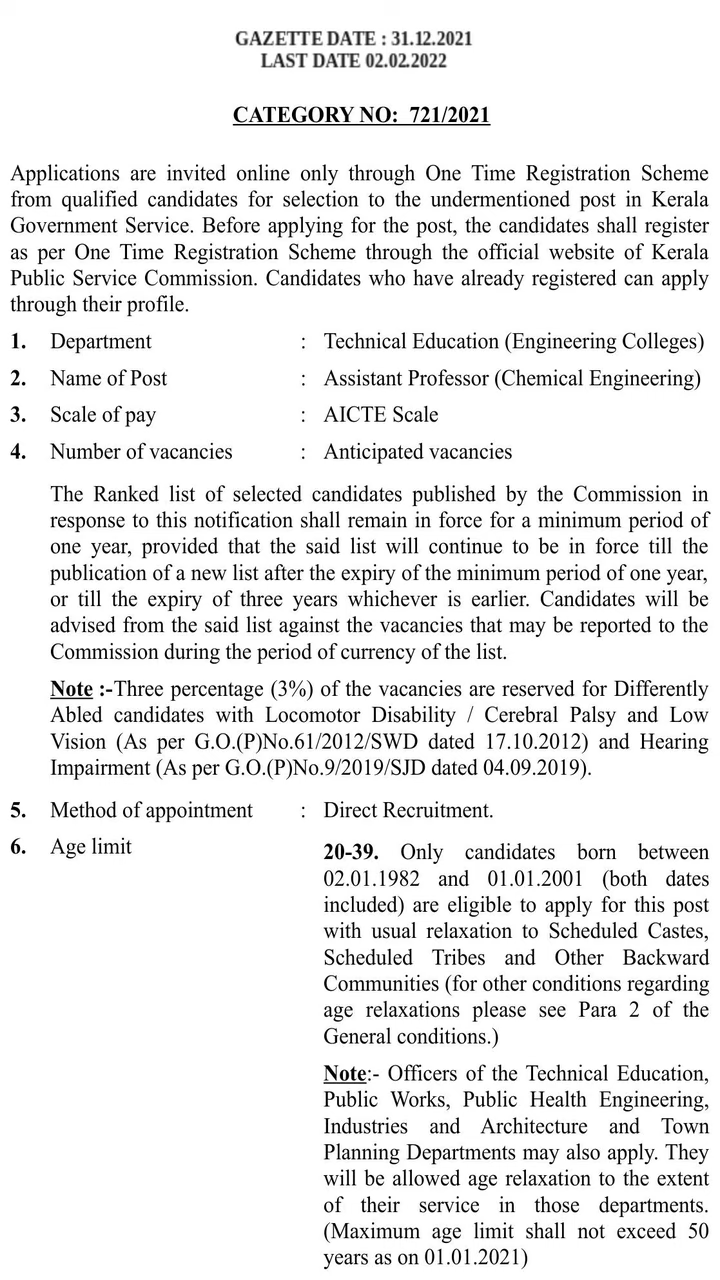 GAZETTE DATE : 31.12.2021
LAST DATE 02.02.2022
CATEGORY NO: 721/2021
Applications are invited online only through One Time Registration Scheme
from qualified candidates for selection to the undermentioned post in Kerala
Government Service. Before applying for the post, the candidates shall register
as per One Time Registration Scheme through the official website of Kerala
Public Service Commission. Candidates who have already registered can apply
through their profile.
1. Department : Technical Education (Engineering Colleges)
2. Name of Post : Assistant Professor (Chemical Engineering)
3. Scale of pay : AICTE Scale
4. Number of vacancies : Anticipated vacancies
The Ranked list of selected candidates published by the Commission in
response to this notification shall remain in force for a minimum period of
one year, provided that the said list will continue to be in force till the
publication of a new list after the expiry of the minimum period of one year,
or till the expiry of three years whichever is earlier. Candidates will be
advised from the said list against the vacancies that may be reported to the
Commission during the period of currency of the list.
Note :-Three percentage (3%) of the vacancies are reserved for Differently
Abled candidates with Locomotor Disability / Cerebral Palsy and Low
Vision (As per G.O.(P)No.61/2012/SWD dated 17.10.2012) and Hearing
Impairment (As per G.O.(P)No.9/2019/SJD dated 04.09.2019).
5. Method of appointment : Direct Recruitment.
6. Age limit 20-39. Only candidates born between
02.01.1982 and 01.01.2001 (both dates
included) are eligible to apply for this post
with usual relaxation to Scheduled Castes,
Scheduled Tribes and Other Backward
Communities (for other conditions regarding
age relaxations please see Para 2 of the
General conditions.)
Note:- Officers of the Technical Education,
Public Works, Public Health Engineering,
Industries and Architecture and Town
Planning Departments may also apply. They
will be allowed age relaxation to the extent
of their service in those departments.
(Maximum age limit shall not exceed 50
years as on 01.01.2021)